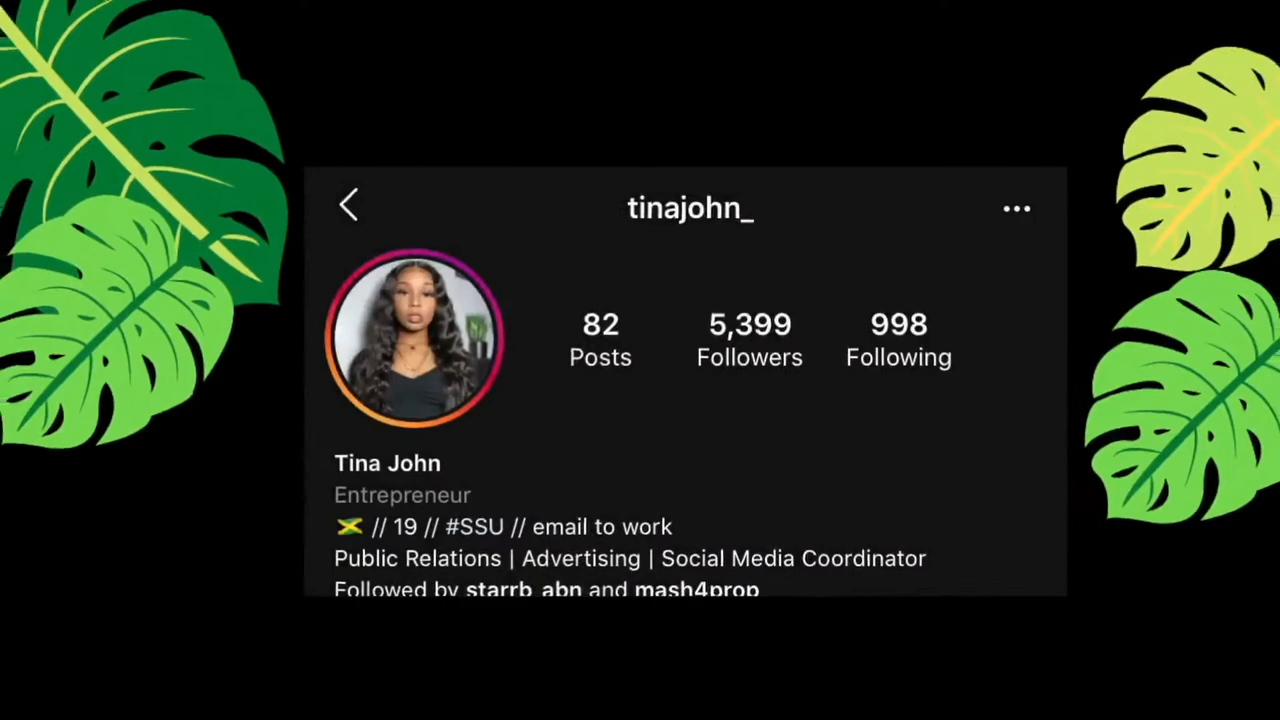 tinajohn_
82 5,399 998
Posts Followers Following
Tina John
Entrepreneur
🇯🇲 // 19 // #SSU // email to work
Public Relations | Advertising | Social Media Coordinator
Followed by starrb_abn and mash4prop